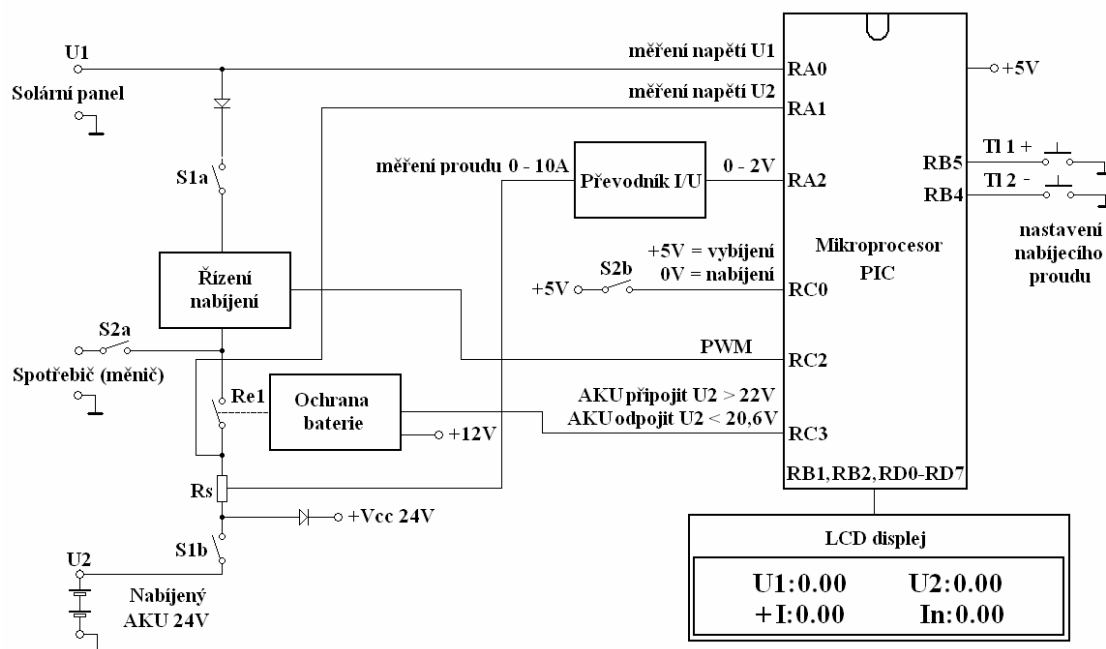 U1
Solární panel
S1a
Řízení
nabíjení
S2a
Spotřebič (měnič)
Re1
Ochrana
baterie
+12V
Rs
+Vcc 24V
S1b
U2
Nabíjený
AKU 24V
měření napětí U1
měření napětí U2
měření proudu 0 - 10A
Převodník I/U
0 - 2V
+5V = vybíjení
0V = nabíjení
S2b
+5V
PWM
AKU připojit U2 > 22V
AKU odpojit U2 < 20,6V
RA0
RA1
RA2
Mikroprocesor
PIC
RC0
RC2
RC3
RB1,RB2,RD0-RD7
+5V
RB5
Tl 1 +
RB4
Tl 2 -
nastavení
nabíjecího
proudu
LCD displej
U1:0.00 U2:0.00
+I:0.00 In:0.00